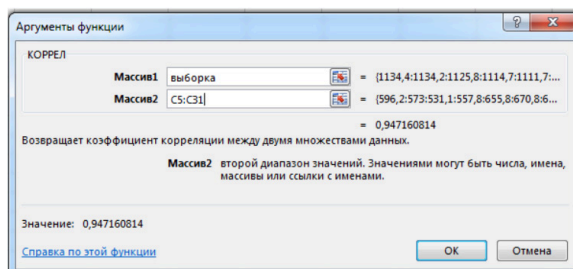 Аргументы функции
КОРРЕЛ
Массив1 выборка = {1134,4:1134,2:1125,8:1114,7:1111,7:...
Массив2 C5:C31 = {596,2:573:531,1:557,8:655,8:670,8:6...
= 0,947160814
Возвращает коэффициент корреляции между двумя множествами данных.
Массив2 второй диапазон значений. Значениями могут быть числа, имена,
массивы или ссылки с именами.
Значение: 0,947160814
Справка по этой функции ОК Отмена